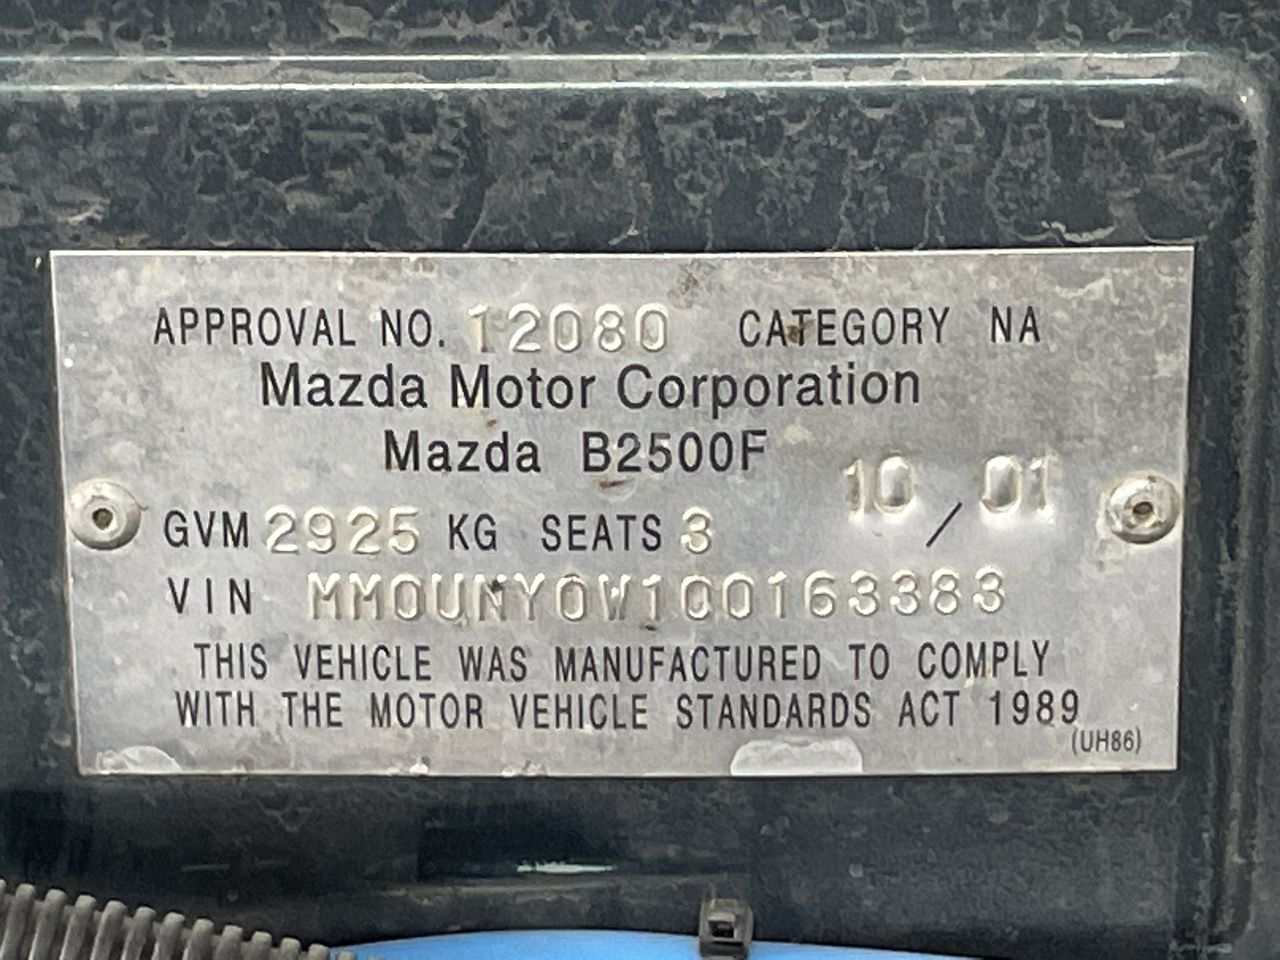 APPROVAL NO. 12080 CATEGORY NA
Mazda Motor Corporation
Mazda B2500F
10 / 01
GVM 2925 KG SEATS 3
VIN MM0UNY0W100163383
THIS VEHICLE WAS MANUFACTURED TO COMPLY
WITH THE MOTOR VEHICLE STANDARDS ACT 1989
(UH86)